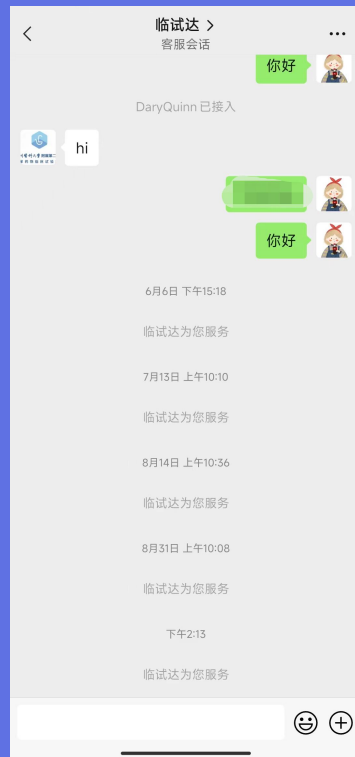 临试达
客服会话
你好
DaryQuinn 已接入
hi
你好
6月6日 下午15:18
临试达为您服务
7月13日 上午10:10
临试达为您服务
8月14日 上午10:36
临试达为您服务
8月31日 上午10:08
临试达为您服务
下午2:13
临试达为您服务